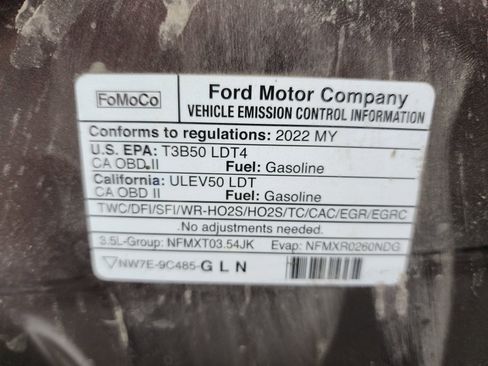 FoMoCo
Ford Motor Company
VEHICLE EMISSION CONTROL INFORMATION
Conforms to regulations: 2022 MY
U.S. EPA: T3B50 LDT4
CA OBD II Fuel: Gasoline
California: ULEV50 LDT
CA OBD II Fuel: Gasoline
TWC/DFI/SFI/WR-HO2S/HO2S/TC/CAC/EGR/EGRC
No adjustments needed.
3.5L-Group: NFMXT03.54JK Evap: NFMXR0260NDG
NW7E-9C485-GLN